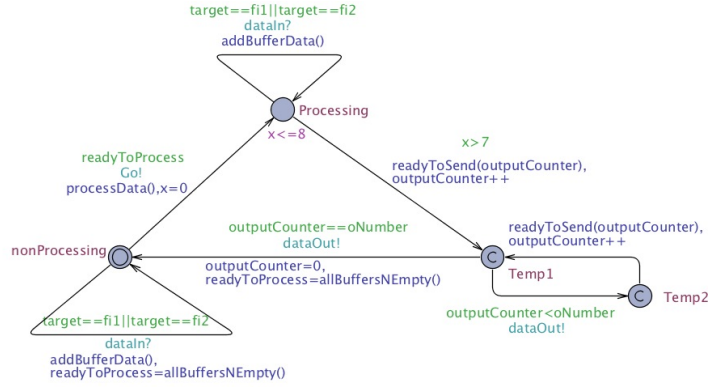 target==fi1||target==fi2
dataIn?
addBufferData()
Processing
x<=8
x>7
readyToProcess
Go!
processData(),x=0
readyToSend(outputCounter),
outputCounter++
outputCounter==oNumber
dataOut!
readyToSend(outputCounter),
outputCounter++
nonProcessing
C
outputCounter=0,
readyToProcess=allBuffersNEmpty()
Temp1
C
Temp2
outputCounter<oNumber
dataOut!
target==fi1||target==fi2
dataIn?
addBufferData(),
readyToProcess=allBuffersNEmpty()